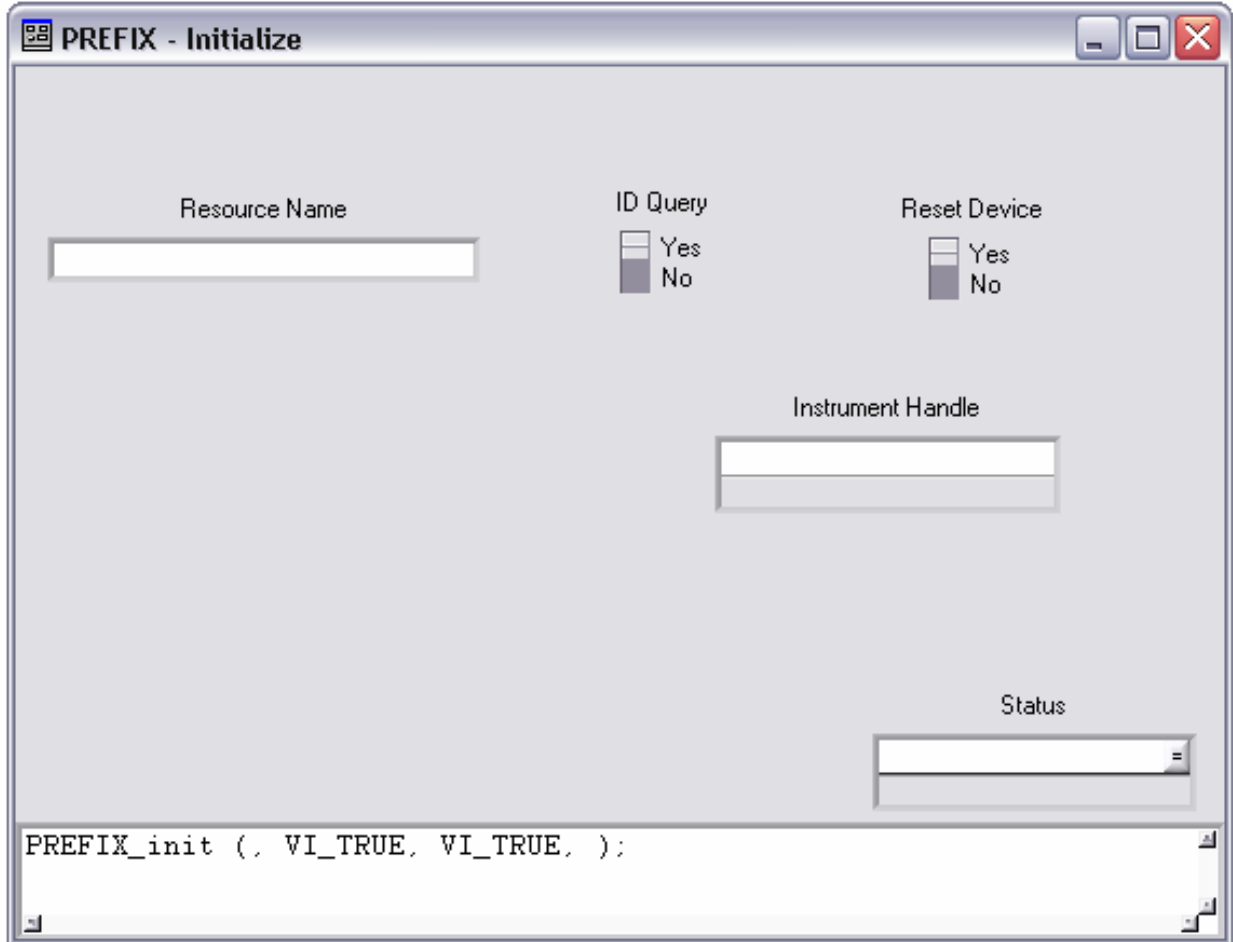 PREFIX - Initialize
Resource Name
ID Query
Yes
No
Reset Device
Yes
No
Instrument Handle
Status
=
PREFIX_init (, VI_TRUE, VI_TRUE, );